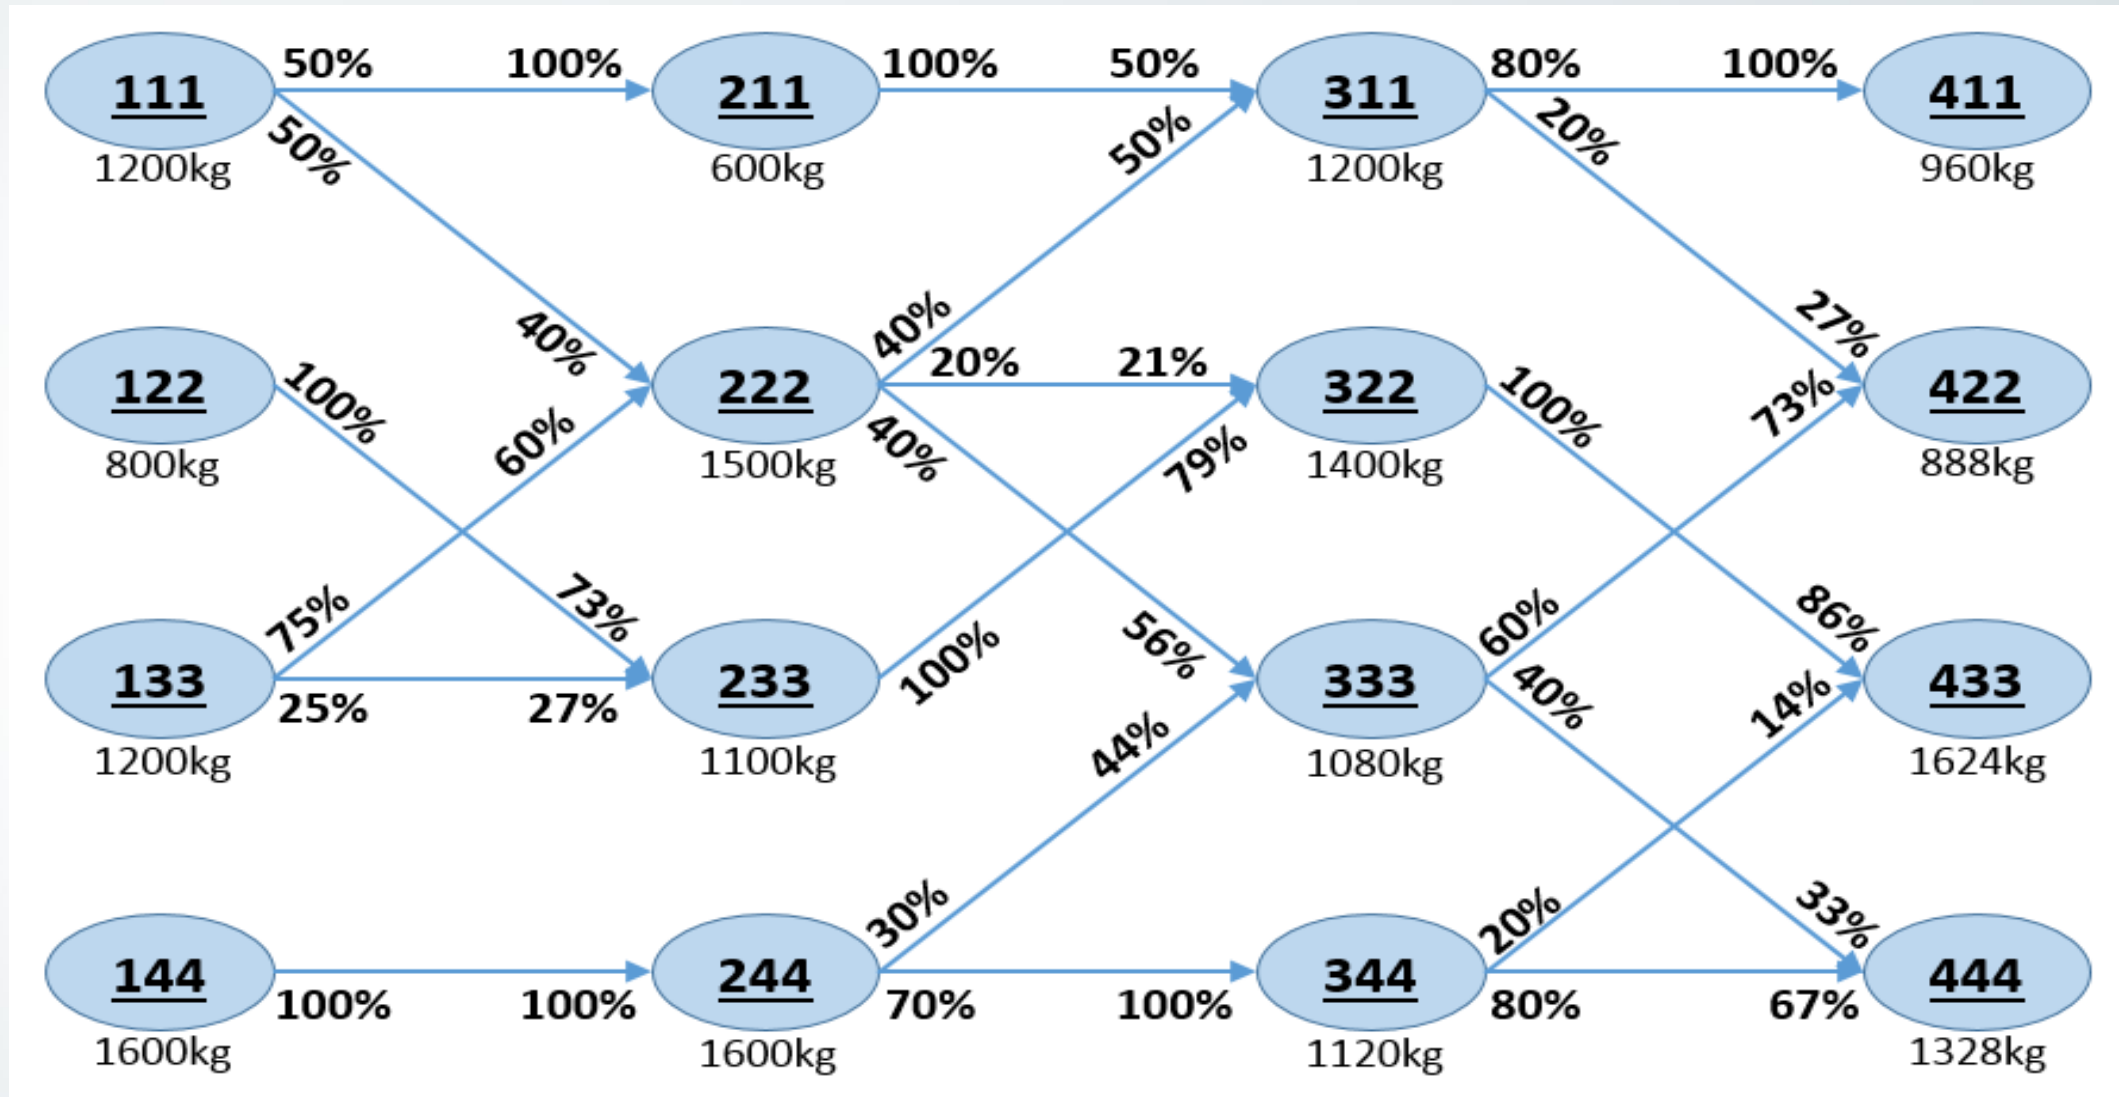 50% 100% 100% 50% 80% 100%
111 211 311 411
50% 50% 20%
1200kg 600kg 1200kg 960kg
40% 40% 27%
20% 21%
122 222 322 422
100% 60% 40% 79% 100% 73%
800kg 1500kg 1400kg 888kg
75% 73% 56% 60% 86%
133 233 333 433
25% 27% 100% 44% 40% 14%
1200kg 1100kg 1080kg 1624kg
30% 20% 33%
144 244 344 444
100% 100% 70% 100% 80% 67%
1600kg 1600kg 1120kg 1328kg